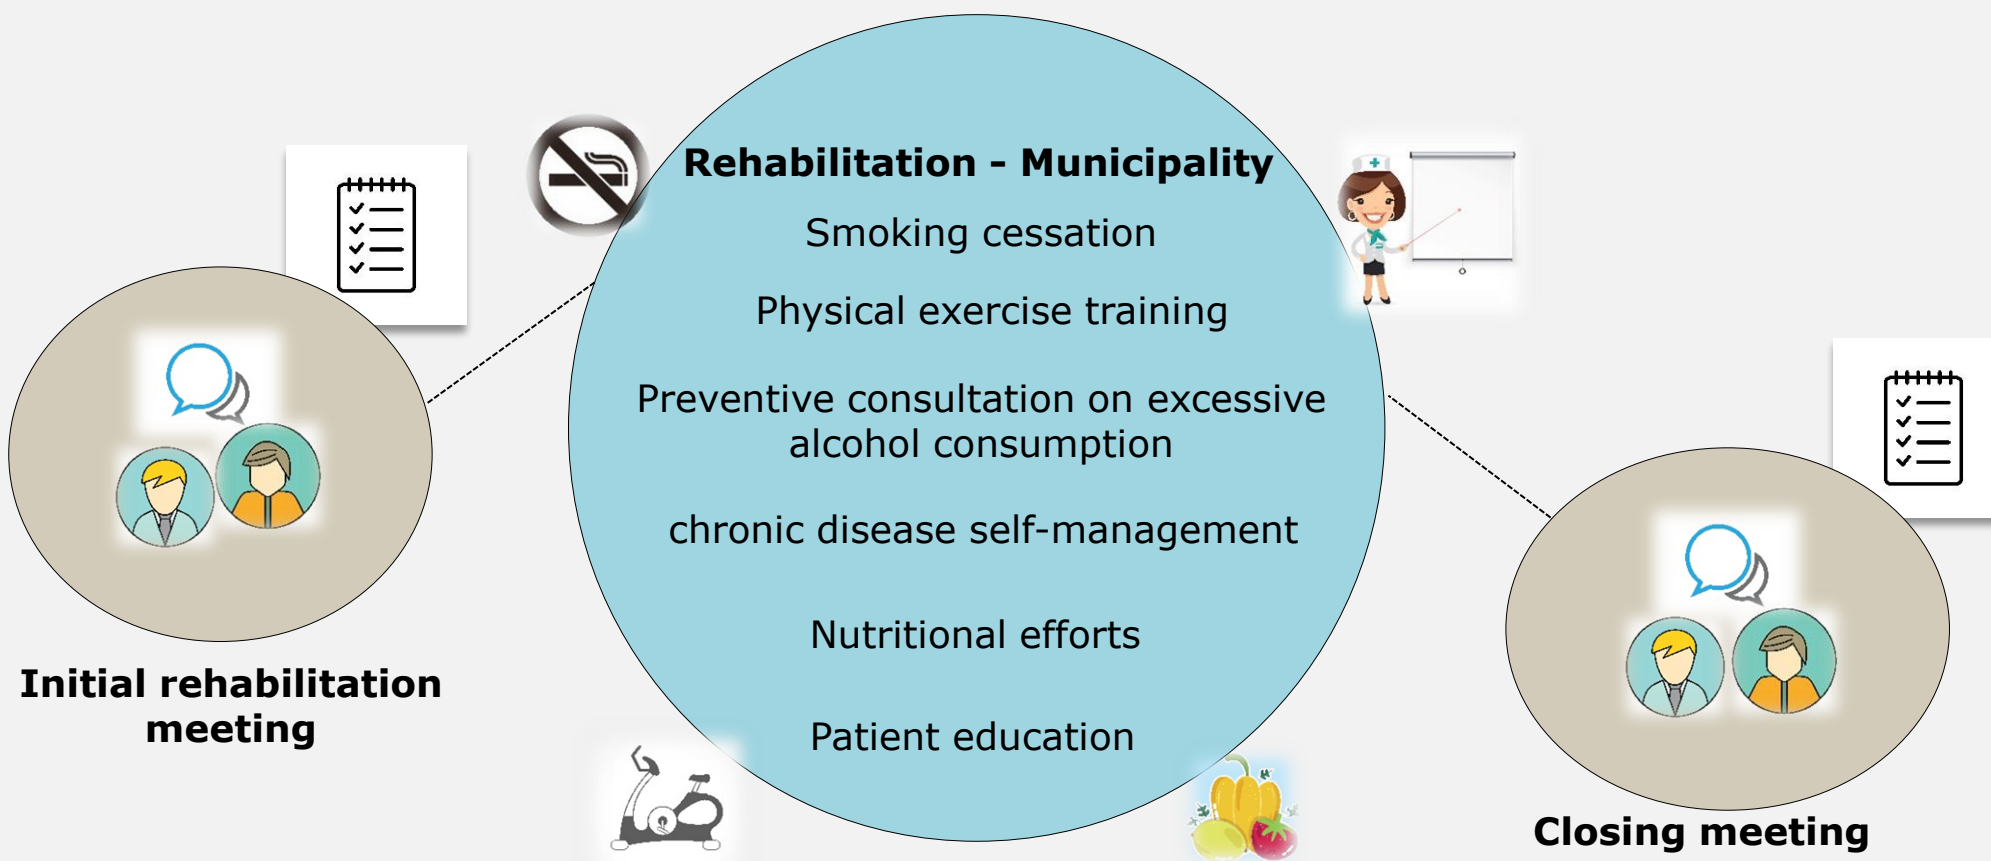 Rehabilitation - Municipality
Smoking cessation
Physical exercise training
Preventive consultation on excessive
alcohol consumption
chronic disease self-management
Nutritional efforts
Patient education
Initial rehabilitation
meeting
Closing meeting